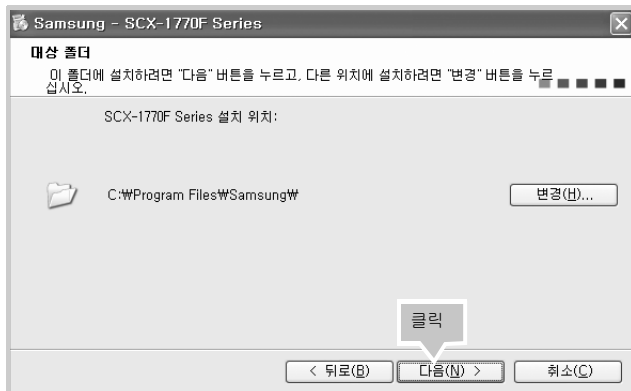 Samsung - SCX-1770F Series
대상 폴더
이 폴더에 설치하려면 "다음" 버튼을 누르고, 다른 위치에 설치하려면 "변경" 버튼을 누르
십시오.
SCX-1770F Series 설치 위치:
C:₩Program Files₩Samsung₩
변경(H)...
클릭
< 뒤로(B)
다음(N) >
취소(C)